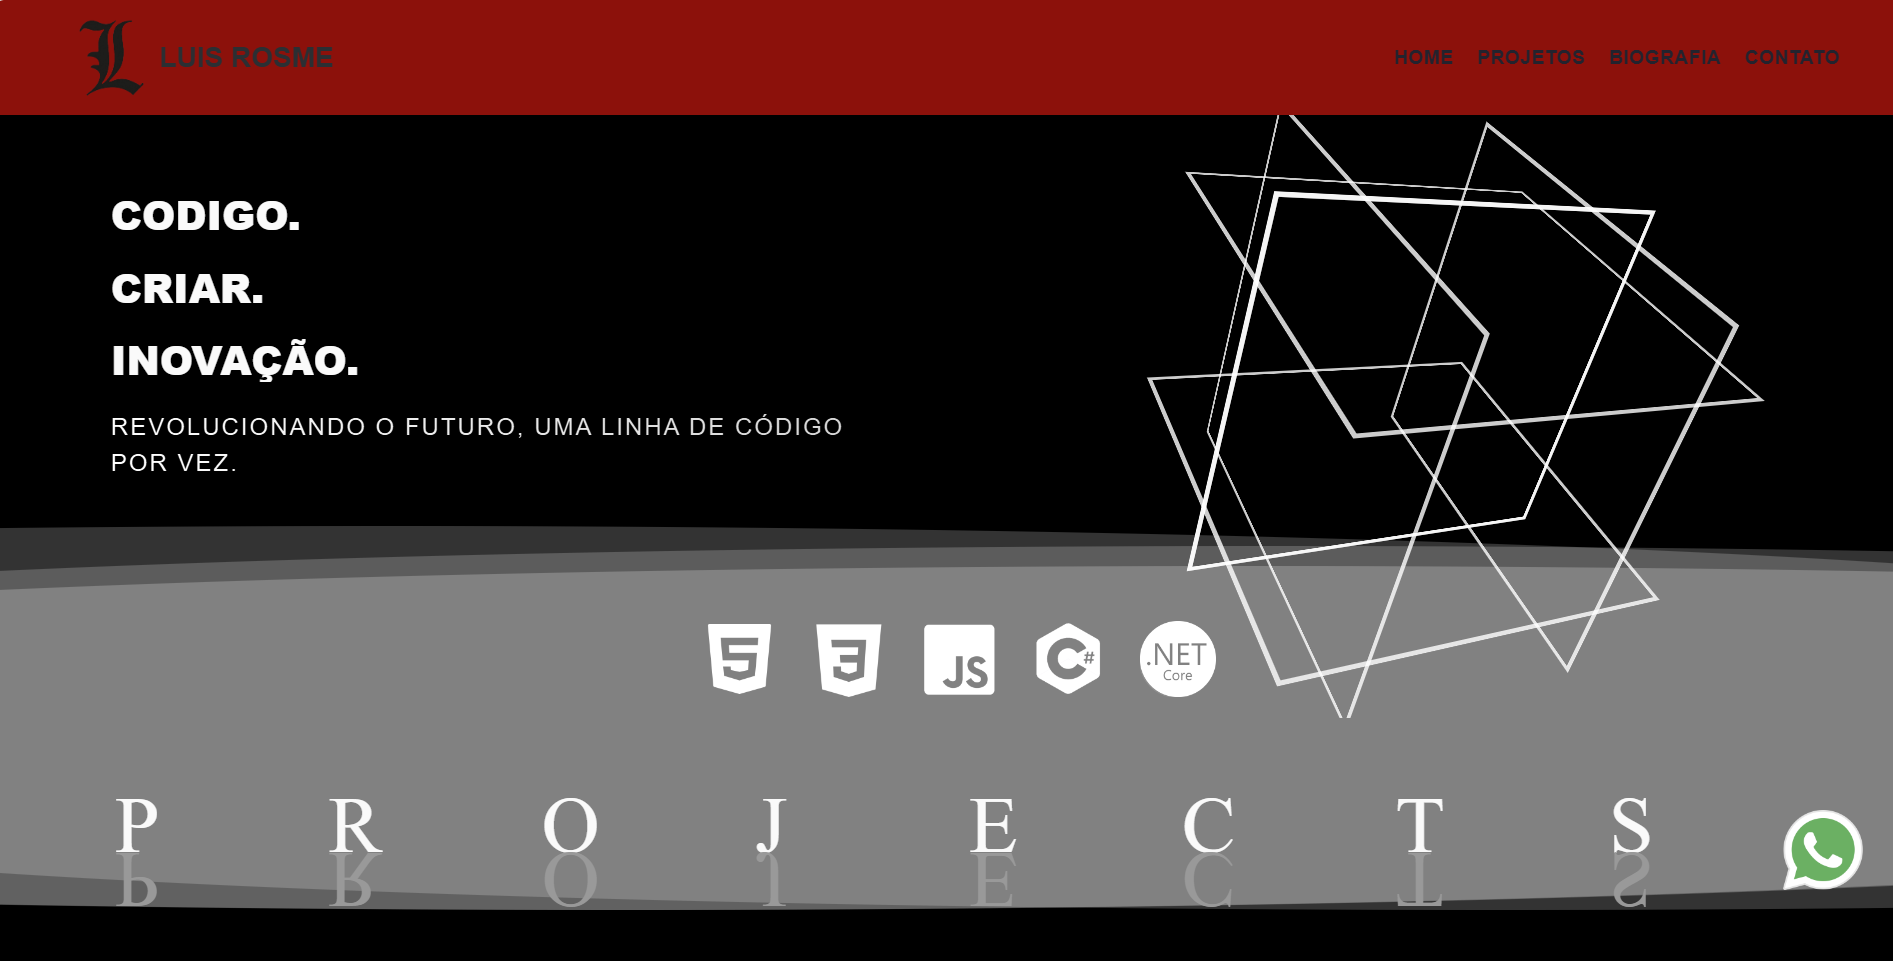 L LUIS ROSME
HOME PROJETOS BIOGRAFIA CONTATO
CODIGO.
CRIAR.
INOVAÇÃO.
REVOLUCIONANDO O FUTURO, UMA LINHA DE CÓDIGO
POR VEZ.
5 3 JS C# .NET Core
P R O J E C T S